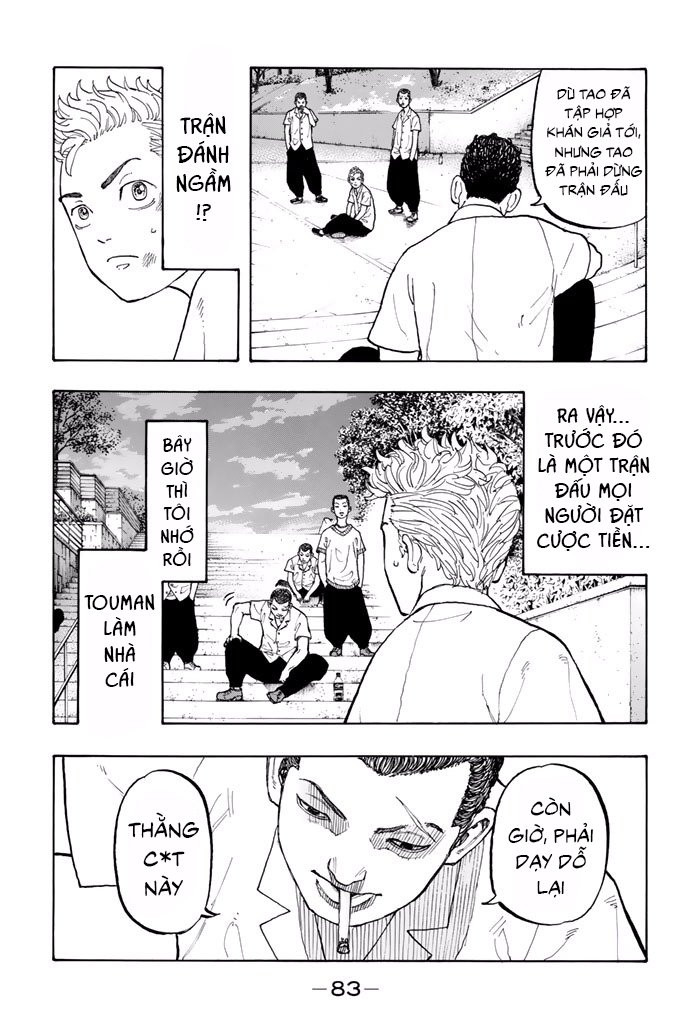 DÙ TAO ĐÃ
TẬP HỢP
KHÁN GIẢ TỚI,
NHƯNG TAO
ĐÃ PHẢI DỪNG
TRẬN ĐẤU
TRẬN
ĐÁNH
NGẦM
!?
RA VẬY...
TRƯỚC ĐÓ
LÀ MỘT TRẬN
ĐẤU MỌI
NGƯỜI ĐẶT
CƯỢC TIỀN...
BÂY
GIỜ
THÌ
TÔI
NHỚ
RỒI
TOUMAN
LÀM
NHÀ
CÁI
CÒN
GIỜ, PHẢI
DẠY DỖ
LẠI
THẰNG
C*T
NÀY
—83—